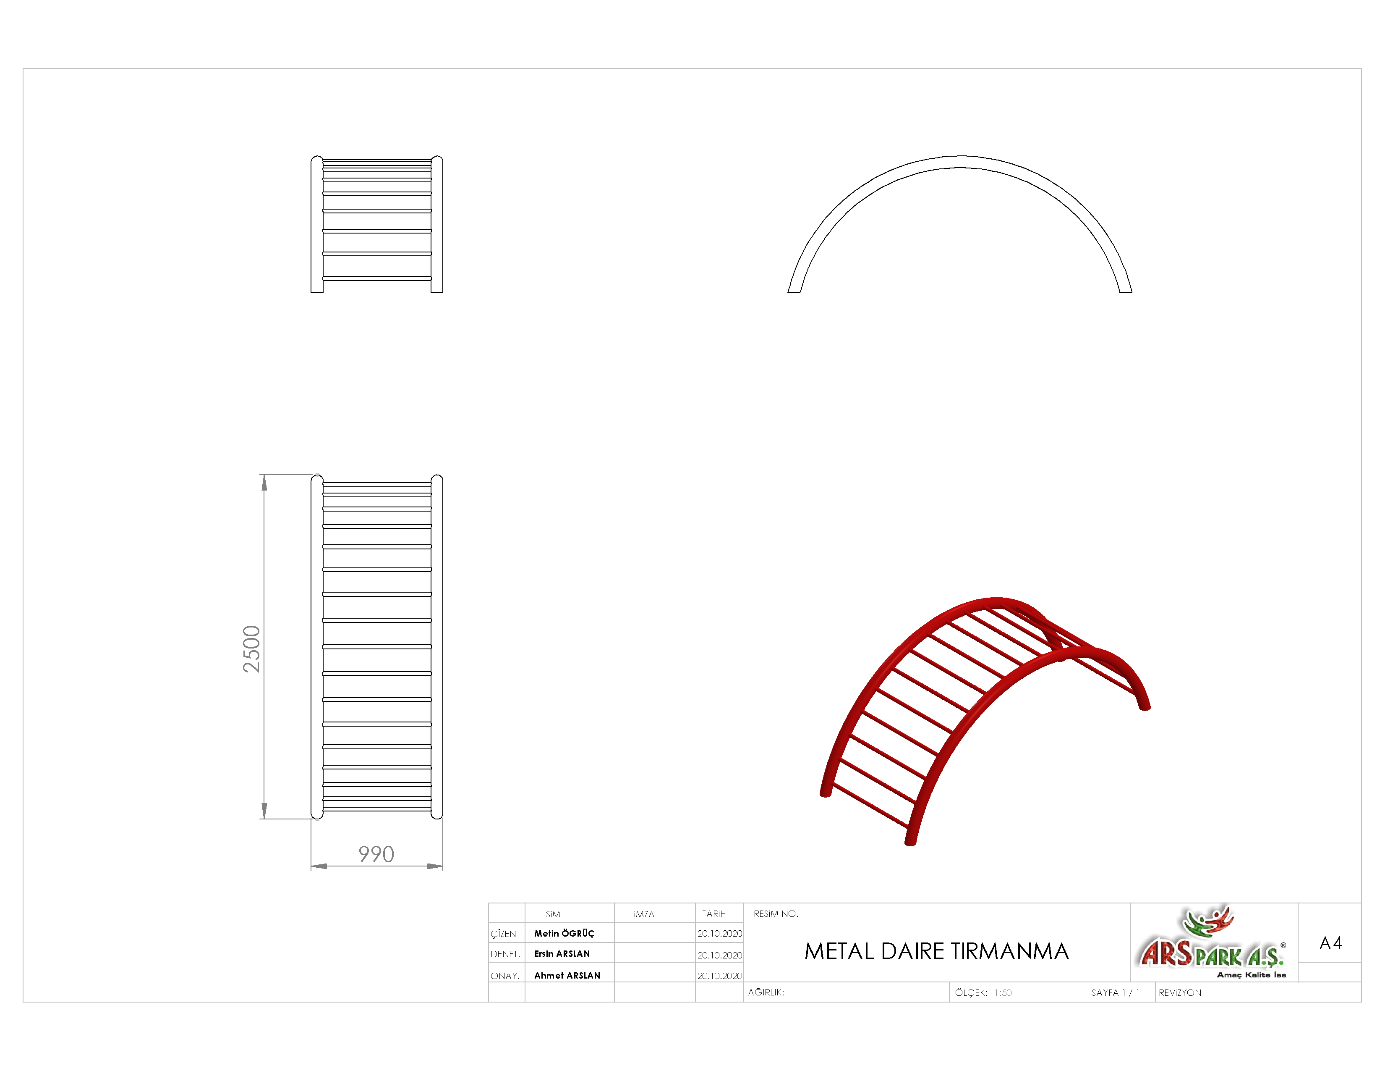 2500
990
İSİM İMZA TARİH RESİM NO.
ÇİZEN Metin ÖGRÜÇ 20.10.2020
DENET. Ersin ARSLAN 20.10.2020
METAL DAIRE TIRMANMA
ONAY. Ahmet ARSLAN 20.10.2020
ARSPARK A.Ş.®
Amaç Kalite İse
A4
AĞIRLIK: ÖLÇEK: 1:50 SAYFA 1 / 1 REVİZYON